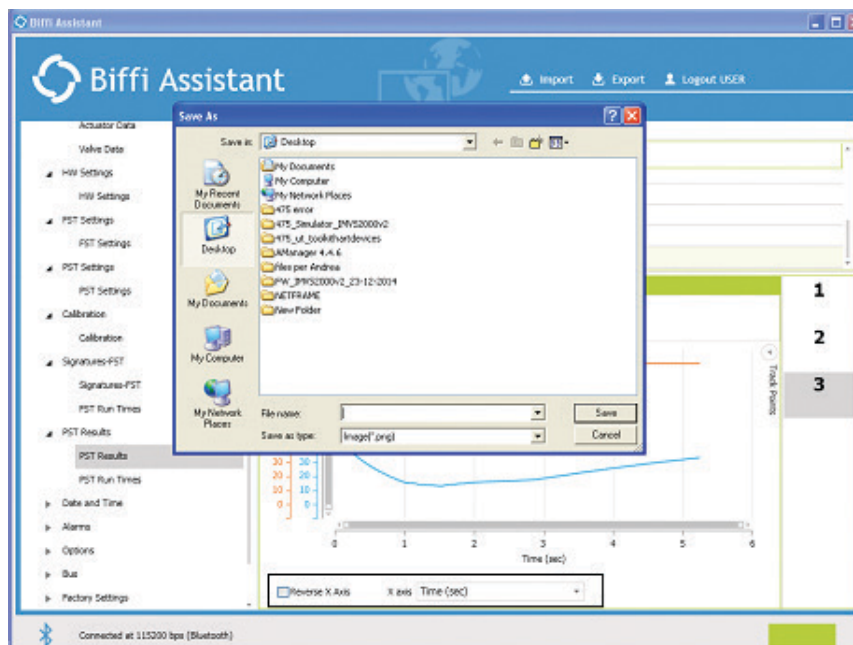 Biffi Assistant
Biffi Assistant
Import Export Logout USER
Save As
Save in: Desktop
My Recent Documents
Desktop
My Documents
My Computer
My Network Places
My Documents
My Computer
My Network Places
475 error
475_Simulator_IMVS2000v2
475_ut_toolkithartdevices
AManager 4.4.6
files per Andrea
FW_IMVS2000v2_23-12-2014
NETFRAME
New Folder
File name:
Save
Save as type: Image(*.png)
Cancel
Actuator Data
Valve Data
HW Settings
HW Settings
FST Settings
FST Settings
PST Settings
PST Settings
Calibration
Calibration
Signatures-FST
Signatures-FST
FST Run Times
PST Results
PST Results
PST Run Times
Date and Time
Alarms
Options
Bus
Factory Settings
1
2
3
Track Points
30 30
20 20
10 10
0 0
0 1 2 3 4 5 6
Time (sec)
Reverse X Axis X axis Time (sec)
Connected at 115200 bps (Bluetooth)